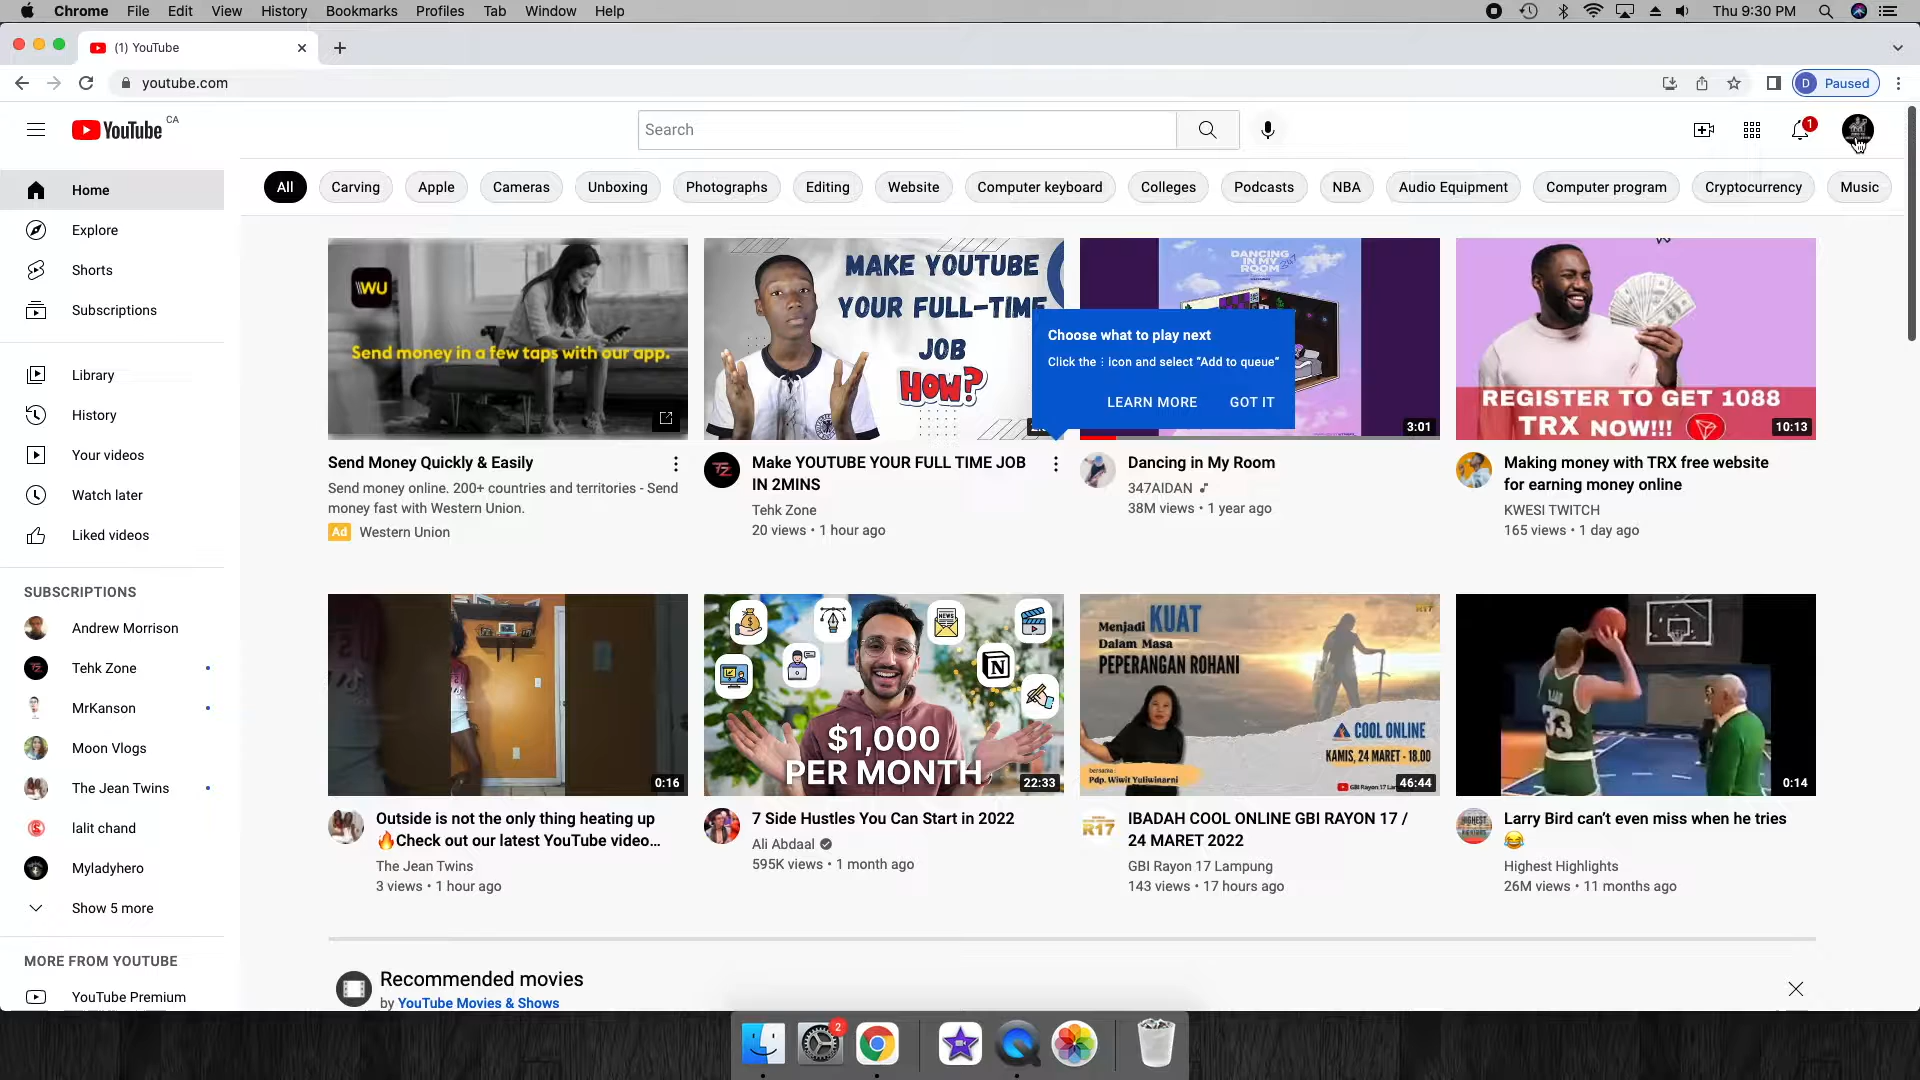 Chrome File Edit View History Bookmarks Profiles Tab Window Help Thu 9:30 PM
(1) YouTube
youtube.com D Paused
YouTube CA Search 1
All Carving Apple Cameras Unboxing Photographs Editing Website Computer keyboard Colleges Podcasts NBA Audio Equipment Computer program Cryptocurrency Music
Home
Explore
Shorts
Subscriptions
Library
History
Your videos
Watch later
Liked videos
SUBSCRIPTIONS
Andrew Morrison
Tehk Zone
MrKanson
Moon Vlogs
The Jean Twins
lalit chand
Myladyhero
Show 5 more
MORE FROM YOUTUBE
YouTube Premium
WU
Send money in a few taps with our app.
Send Money Quickly & Easily
Send money online. 200+ countries and territories - Send
money fast with Western Union.
Ad Western Union
MAKE YOUTUBE
YOUR FULL-TIME
JOB
HOW?
TZ
Make YOUTUBE YOUR FULL TIME JOB
IN 2MINS
Tehk Zone
20 views • 1 hour ago
DANCING
IN MY
ROOM
Choose what to play next
Click the ⋮ icon and select “Add to queue”
LEARN MORE GOT IT
3:01
Dancing in My Room
347AIDAN
38M views • 1 year ago
REGISTER TO GET 1088
TRX NOW!!!
10:13
Making money with TRX free website
for earning money online
KWESI TWITCH
165 views • 1 day ago
0:16
Outside is not the only thing heating up
🔥Check out our latest YouTube video…
The Jean Twins
3 views • 1 hour ago
NEWS
N
$1,000
PER MONTH
22:33
7 Side Hustles You Can Start in 2022
Ali Abdaal
595K views • 1 month ago
R17
Menjadi KUAT
Dalam Masa
PEPERANGAN ROHANI
COOL ONLINE
KAMIS, 24 MARET - 18.00
bersama :
Pdp. Wiwit Yuliwinarni
GBI Rayon 17 Lam
46:44
R17
IBADAH COOL ONLINE GBI RAYON 17 /
24 MARET 2022
GBI Rayon 17 Lampung
143 views • 17 hours ago
33
0:14
Larry Bird can’t even miss when he tries
😂
Highest Highlights
26M views • 11 months ago
Recommended movies
by YouTube Movies & Shows
2